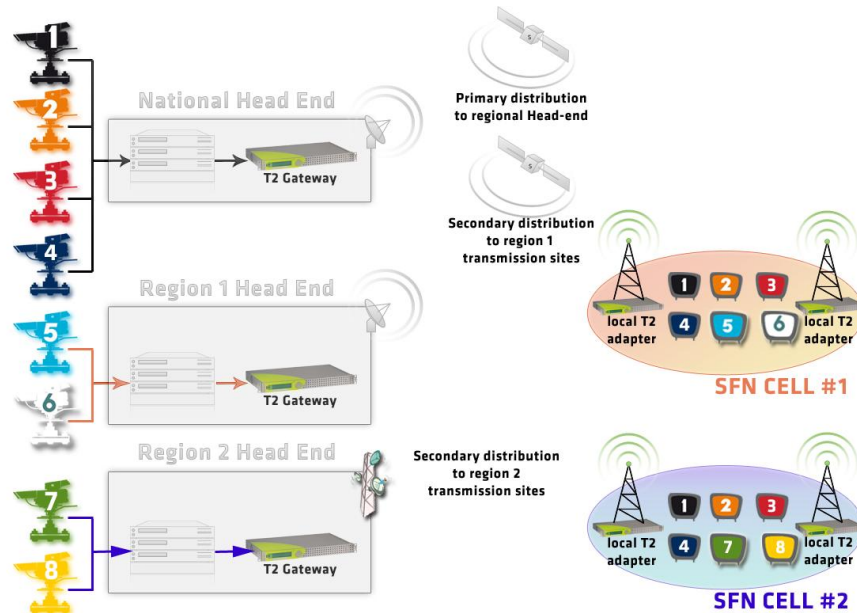 1
2
3
4
National Head End
T2 Gateway
S
Primary distribution
to regional Head-end
S
Secondary distribution
to region 1
transmission sites
5
6
Region 1 Head End
T2 Gateway
1 2 3
4 5 6
local T2
adapter
local T2
adapter
SFN CELL #1
7
8
Region 2 Head End
T2 Gateway
Secondary distribution
to region 2
transmission sites
1 2 3
4 7 8
local T2
adapter
local T2
adapter
SFN CELL #2